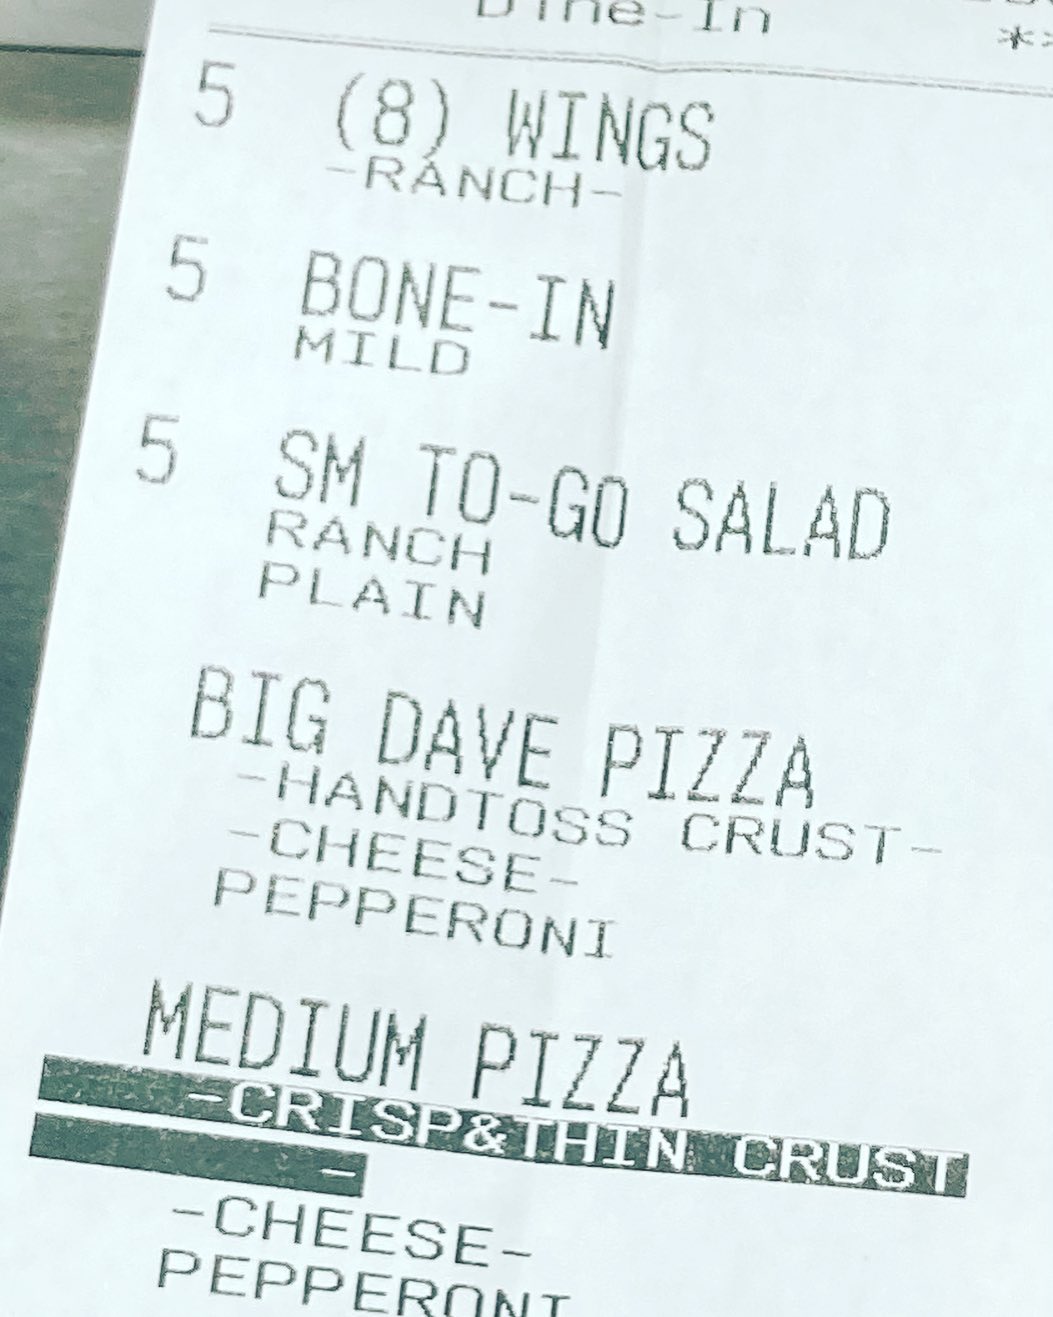 Dine-In
**
5 (8) WINGS
-RANCH-
5 BONE-IN
MILD
5 SM TO-GO SALAD
RANCH
PLAIN
BIG DAVE PIZZA
-HANDTOSS CRUST-
-CHEESE-
PEPPERONI
MEDIUM PIZZA
-CRISP&THIN CRUST
-
-CHEESE-
PEPPERONI